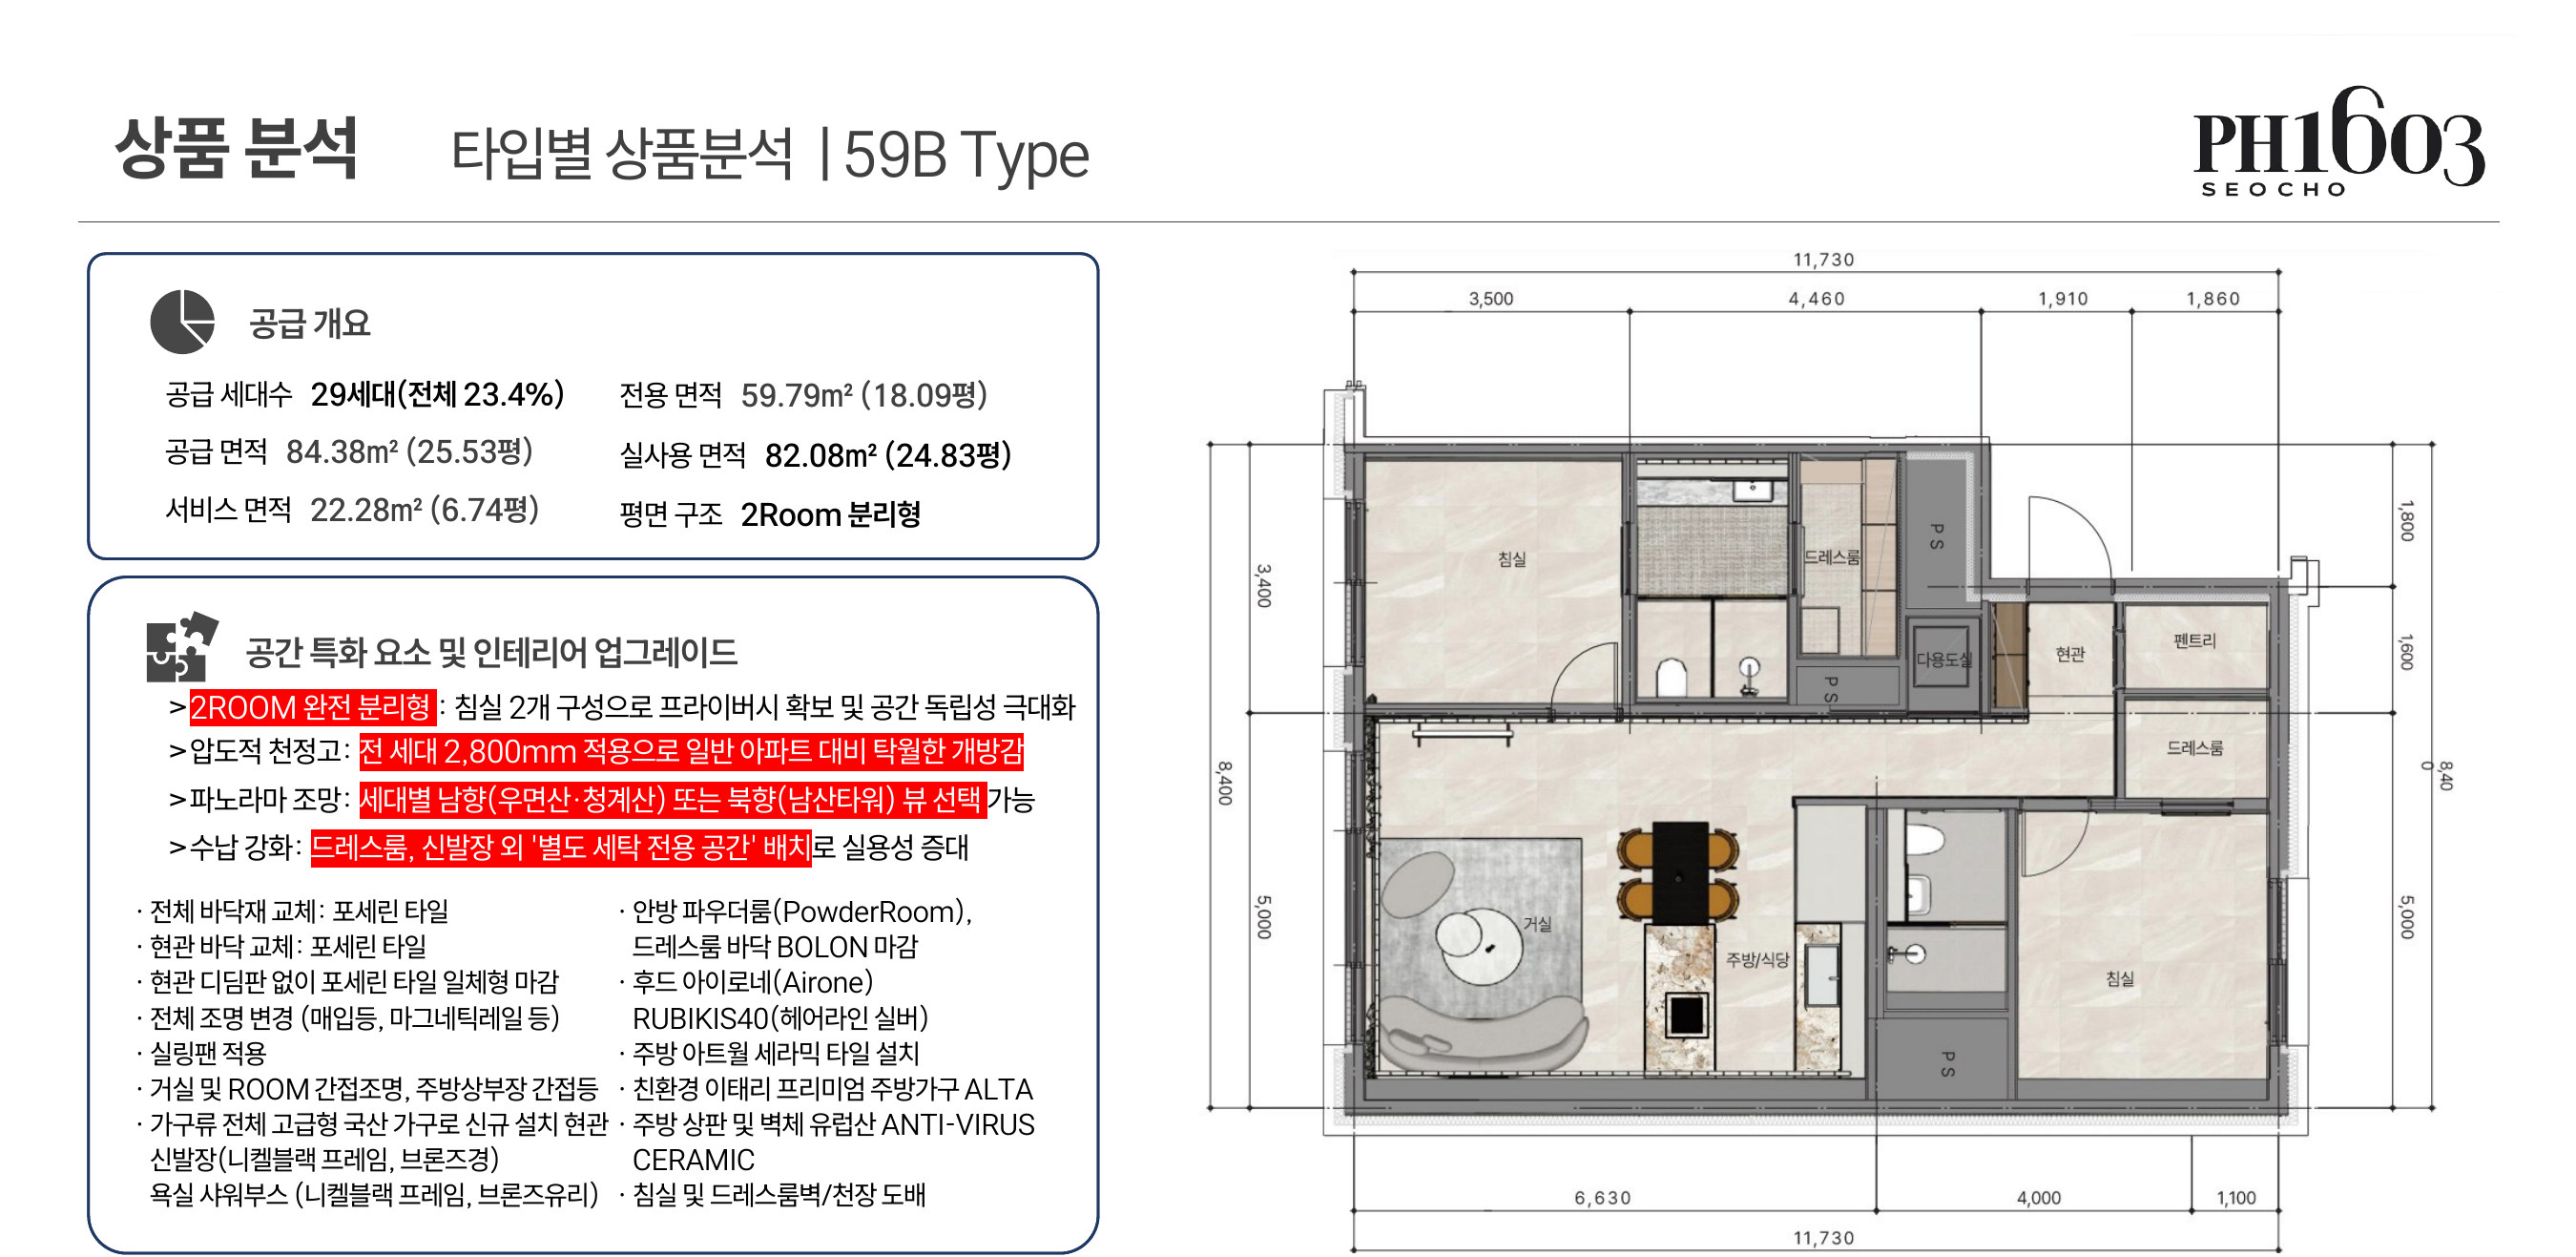 상품 분석
타입별 상품분석 | 59B Type
PH1603
SEOCHO
공급 개요
공급 세대수 29세대(전체 23.4%)
전용 면적 59.79m² (18.09평)
공급 면적 84.38m² (25.53평)
실사용 면적 82.08m² (24.83평)
서비스 면적 22.28m² (6.74평)
평면 구조 2Room 분리형
공간 특화 요소 및 인테리어 업그레이드
>2ROOM 완전 분리형 : 침실 2개 구성으로 프라이버시 확보 및 공간 독립성 극대화
>압도적 천정고: 전 세대 2,800mm 적용으로 일반 아파트 대비 탁월한 개방감
>파노라마 조망: 세대별 남향(우면산·청계산) 또는 북향(남산타워) 뷰 선택 가능
>수납 강화: 드레스룸, 신발장 외 '별도 세탁 전용 공간' 배치로 실용성 증대
· 전체 바닥재 교체: 포세린 타일
· 현관 바닥 교체: 포세린 타일
· 현관 디딤판 없이 포세린 타일 일체형 마감
· 전체 조명 변경 (매입등, 마그네틱레일 등)
· 실링팬 적용
· 거실 및 ROOM 간접조명, 주방상부장 간접등
· 가구류 전체 고급형 국산 가구로 신규 설치 현관
신발장(니켈블랙 프레임, 브론즈경)
욕실 샤워부스 (니켈블랙 프레임, 브론즈유리)
· 안방 파우더룸(PowderRoom),
드레스룸 바닥 BOLON 마감
· 후드 아이로네(Airone)
RUBIKIS40(헤어라인 실버)
· 주방 아트월 세라믹 타일 설치
· 친환경 이태리 프리미엄 주방가구 ALTA
· 주방 상판 및 벽체 유럽산 ANTI-VIRUS
CERAMIC
· 침실 및 드레스룸벽/천장 도배
11,730
3,500
4,460
1,910
1,860
3,400
8,400
5,000
1,800
1,600
8,40
0
5,000
침실
드레스룸
PS
PS
다용도실
현관
펜트리
드레스룸
거실
주방/식당
침실
PS
6,630
4,000
1,100
11,730